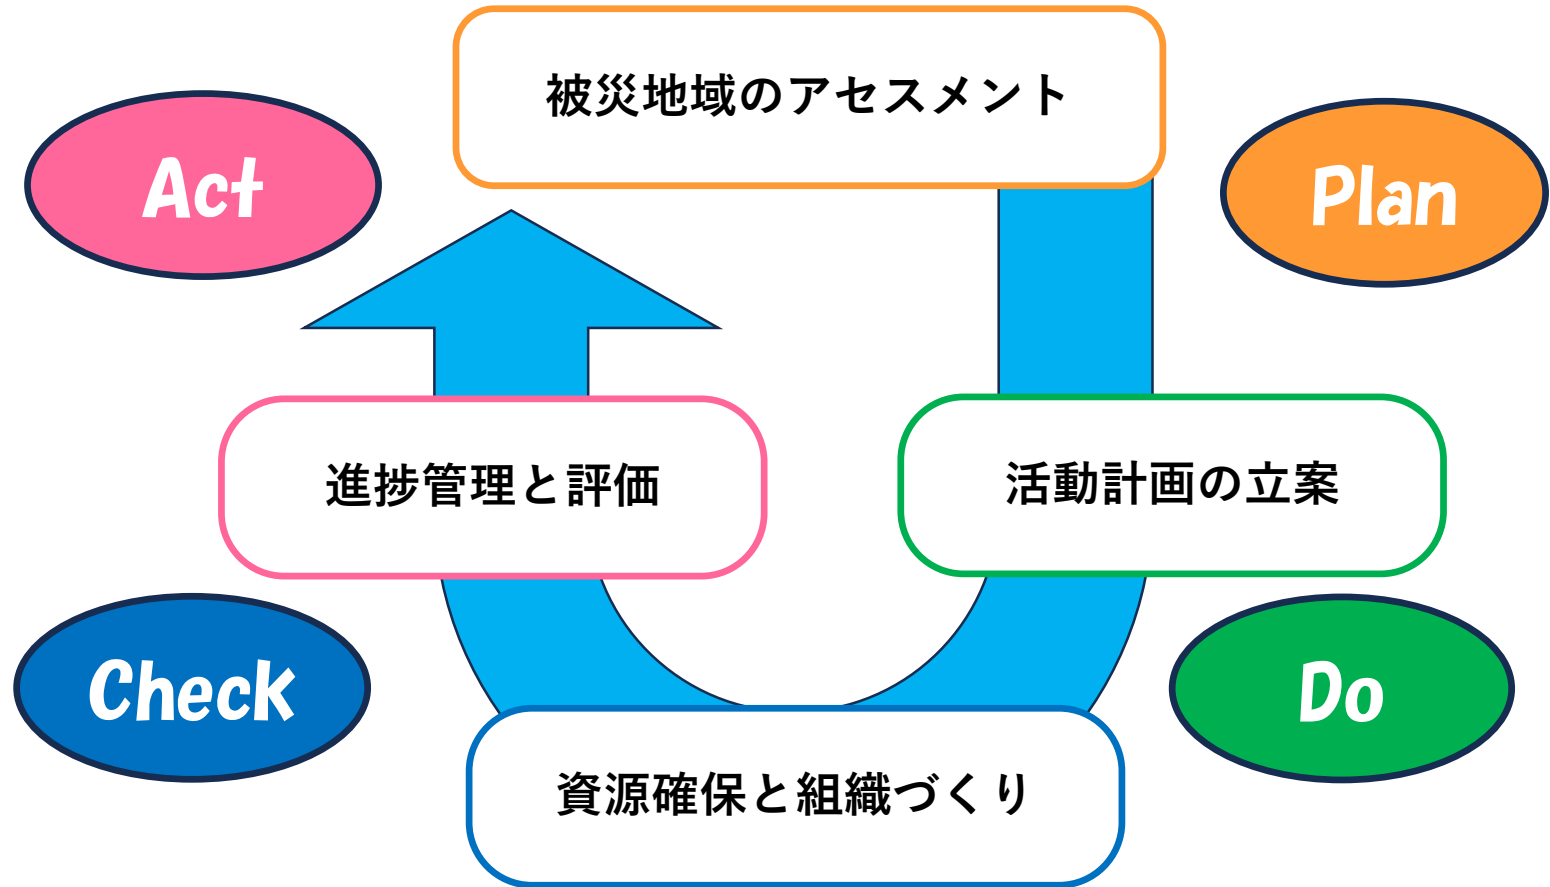 被災地域のアセスメント
Act
Plan
進捗管理と評価
活動計画の立案
Check
Do
資源確保と組織づくり